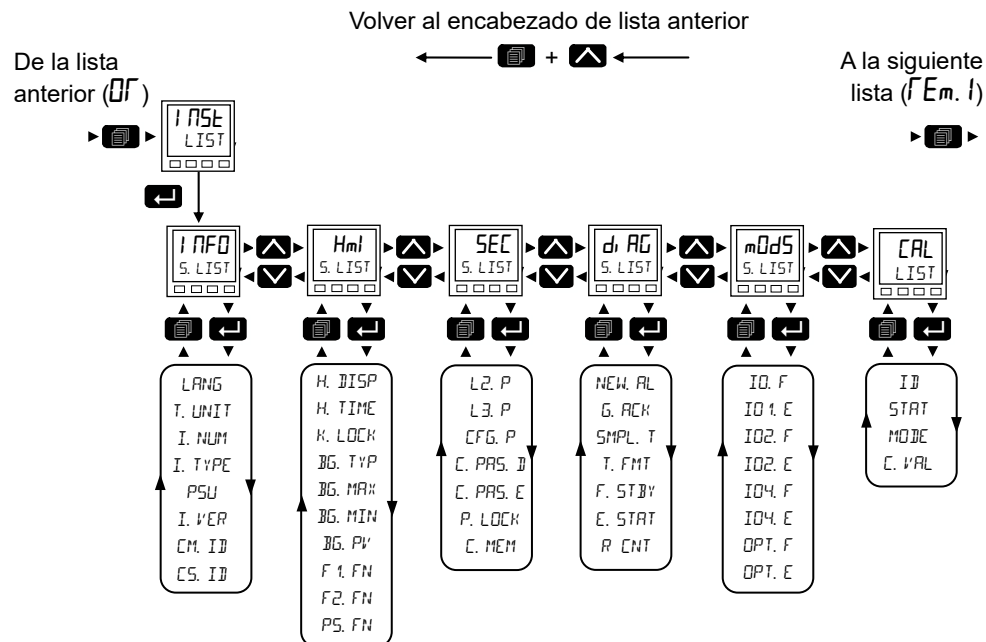 Volver al encabezado de lista anterior
+
De la lista
anterior (OT)
A la siguiente
lista (TEm.1)
INSt
LIST
INFO
S. LIST
HmI
S. LIST
SEC
S. LIST
diAG
S. LIST
mOdS
S. LIST
CAL
LIST
LANG
T. UNIT
I. NUM
I. TYPE
PSU
I. VER
CM. ID
CS. ID
H. DISP
H. TIME
K. LOCK
BG. TYP
BG. MAX
BG. MIN
BG. PV
F1. FN
F2. FN
PS. FN
L2. P
L3. P
CFG. P
C. PAS. D
C. PAS. E
P. LOCK
C. MEM
NEW. AL
G. ACK
SMPL. T
T. FMT
F. STBY
E. STAT
R CNT
IO. F
IO1. E
IO2. F
IO2. E
IO4. F
IO4. E
OPT. F
OPT. E
ID
STAT
MODE
C. VAL